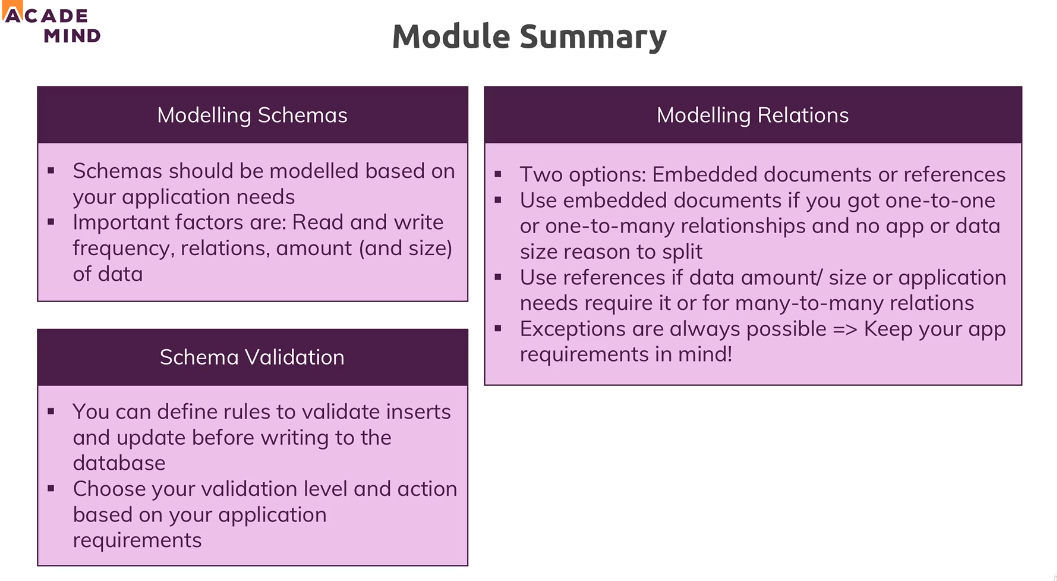 ACADE
MIND
Module Summary
Modelling Schemas
▪ Schemas should be modelled based on
your application needs
▪ Important factors are: Read and write
frequency, relations, amount (and size)
of data
Schema Validation
▪ You can define rules to validate inserts
and update before writing to the
database
▪ Choose your validation level and action
based on your application
requirements
Modelling Relations
▪ Two options: Embedded documents or references
▪ Use embedded documents if you got one-to-one
or one-to-many relationships and no app or data
size reason to split
▪ Use references if data amount/ size or application
needs require it or for many-to-many relations
▪ Exceptions are always possible => Keep your app
requirements in mind!